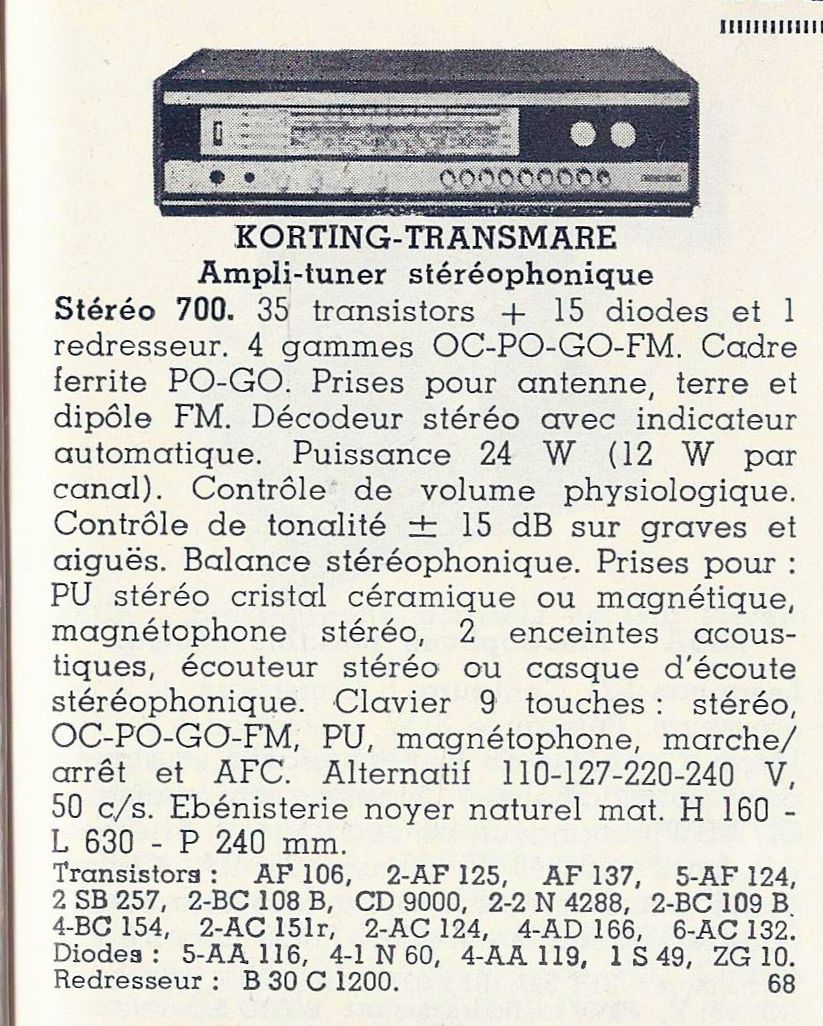 KORTING-TRANSMARE
Ampli-tuner stéréophonique
Stéréo 700. 35 transistors + 15 diodes et 1
redresseur. 4 gammes OC-PO-GO-FM. Cadre
ferrite PO-GO. Prises pour antenne, terre et
dipôle FM. Décodeur stéréo avec indicateur
automatique. Puissance 24 W (12 W par
canal). Contrôle de volume physiologique.
Contrôle de tonalité ± 15 dB sur graves et
aiguës. Balance stéréophonique. Prises pour :
PU stéréo cristal céramique ou magnétique,
magnétophone stéréo, 2 enceintes acous-
tiques, écouteur stéréo ou casque d'écoute
stéréophonique. Clavier 9 touches : stéréo,
OC-PO-GO-FM, PU, magnétophone, marche/
arrêt et AFC. Alternatif 110-127-220-240 V,
50 c/s. Ebénisterie noyer naturel mat. H 160 -
L 630 - P 240 mm.
Transistors : AF 106, 2-AF 125, AF 137, 5-AF 124,
2 SB 257, 2-BC 108 B, CD 9000, 2-2 N 4288, 2-BC 109 B,
4-BC 154, 2-AC 151r, 2-AC 124, 4-AD 166, 6-AC 132.
Diodes : 5-AA 116, 4-1 N 60, 4-AA 119, 1 S 49, ZG 10.
Redresseur : B 30 C 1200. 68